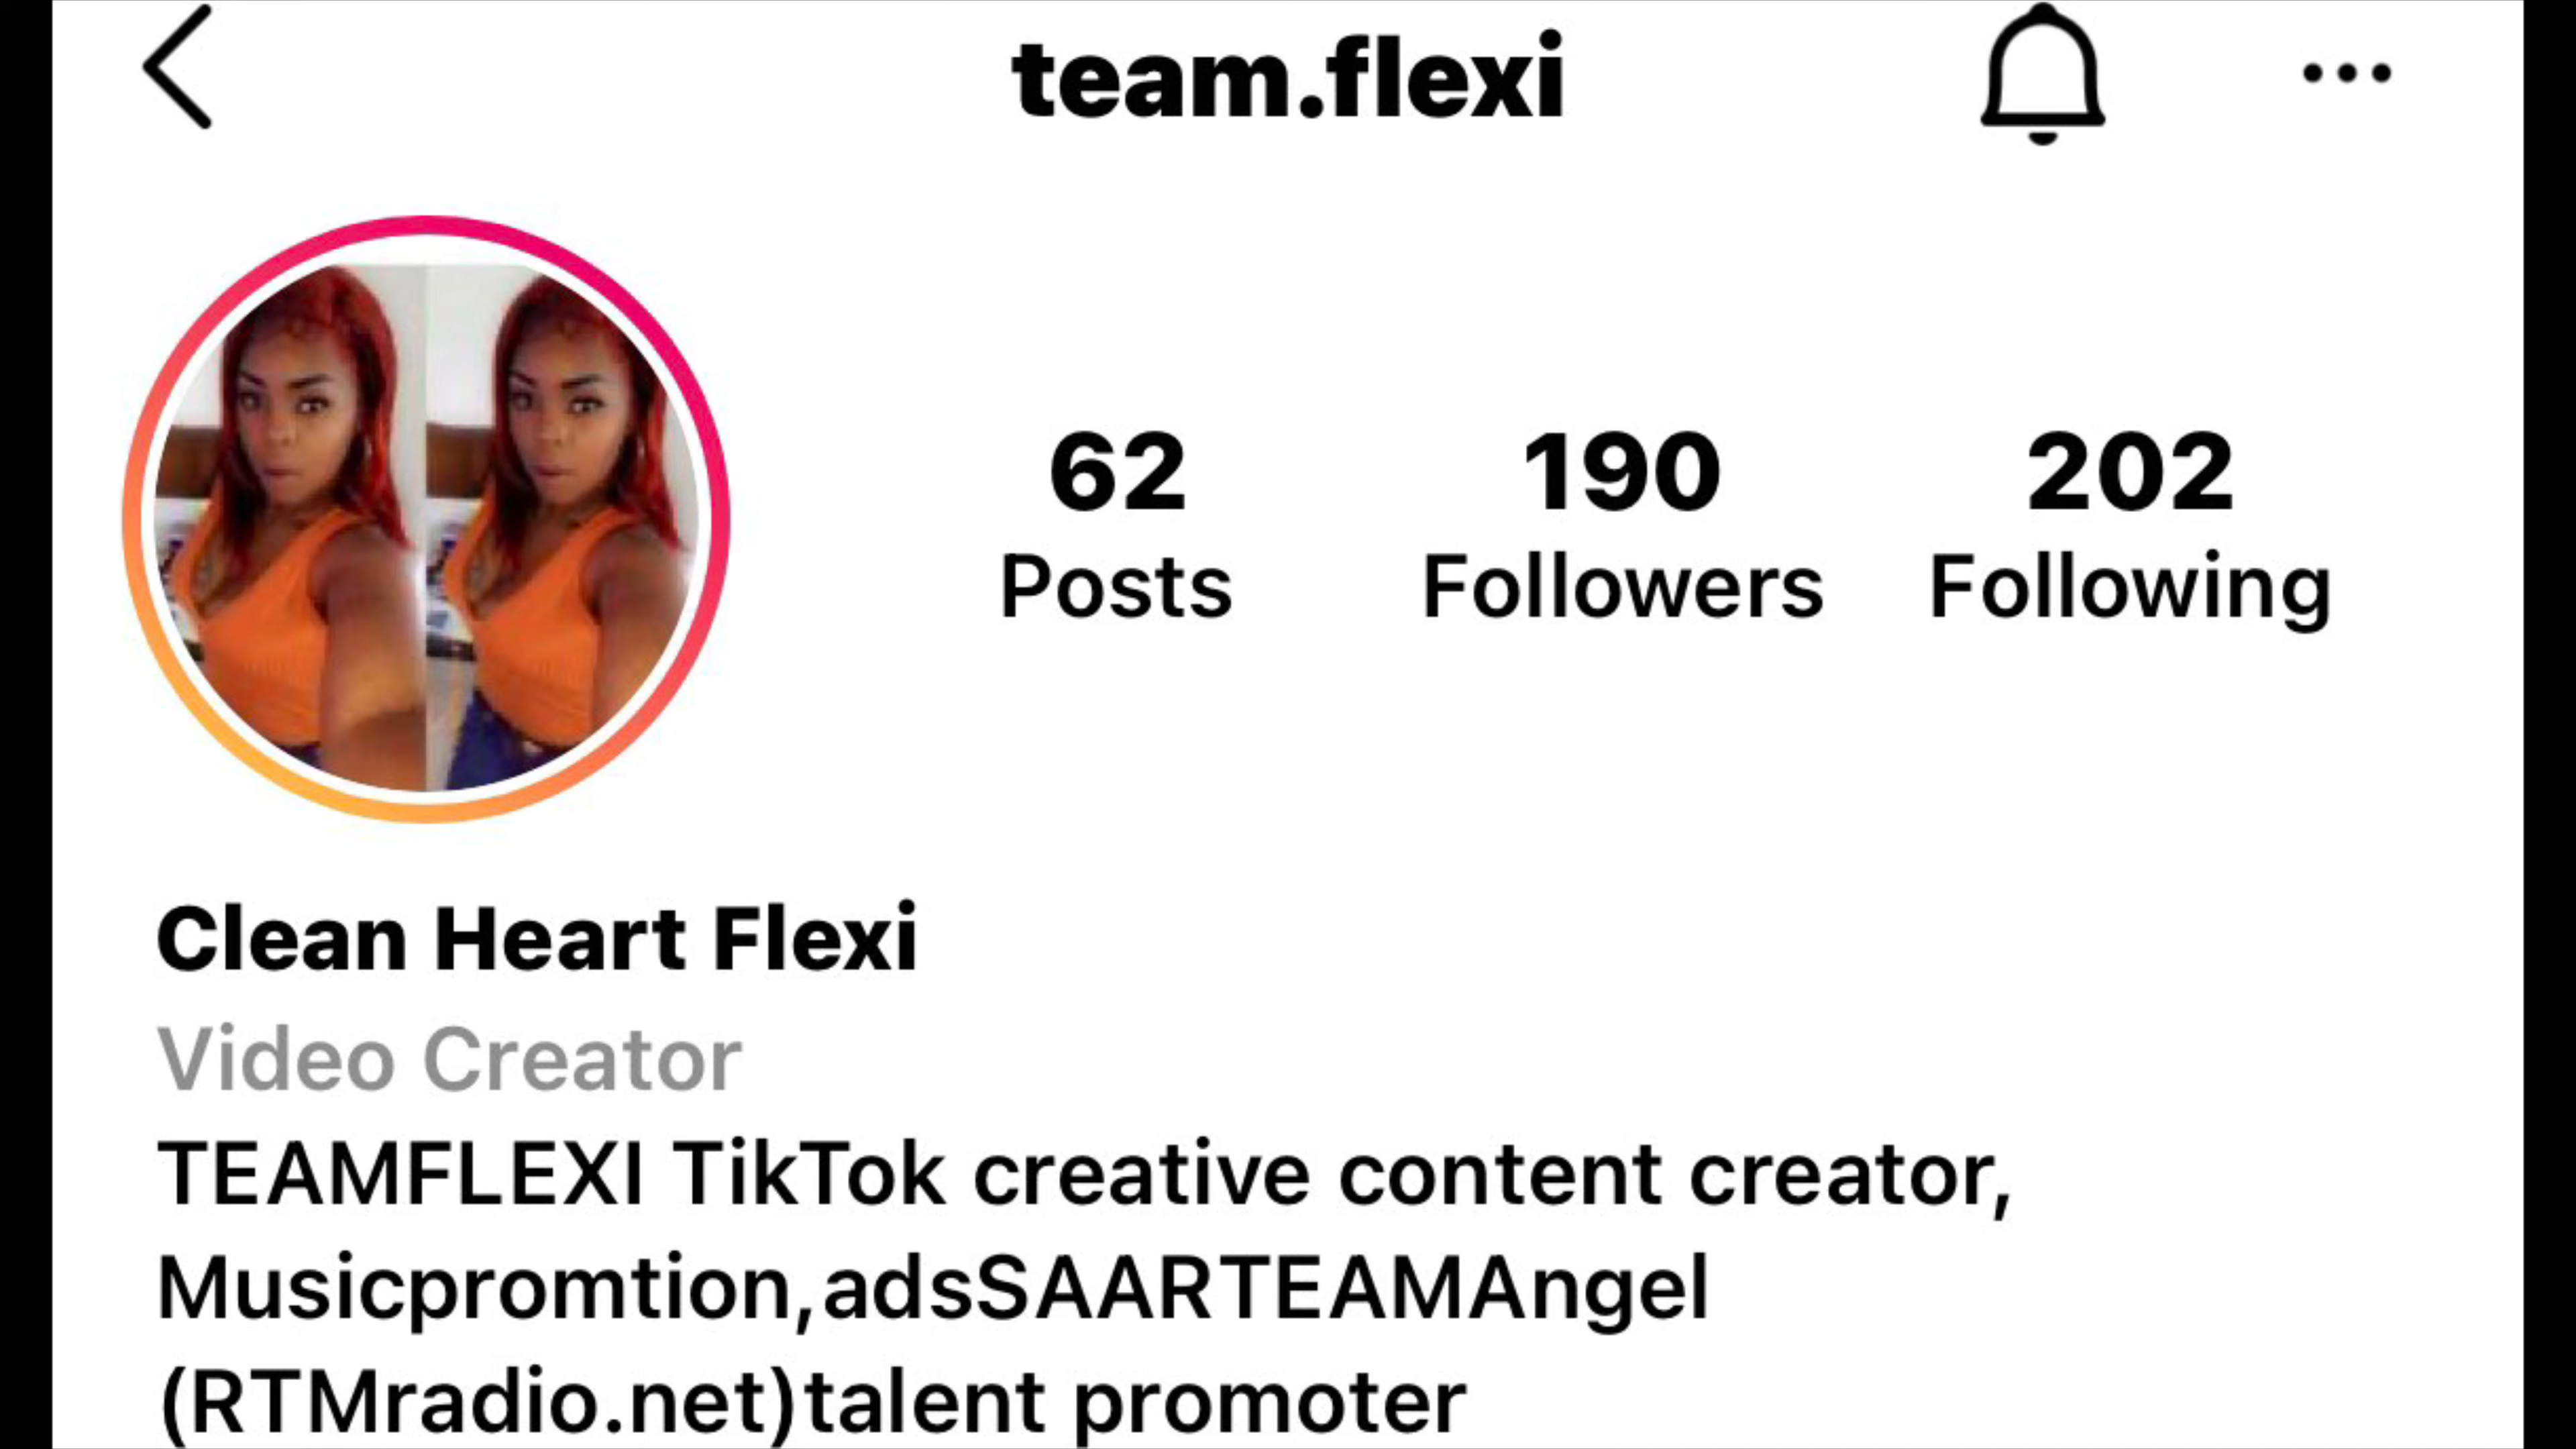 team.flexi
62 190 202
Posts Followers Following
Clean Heart Flexi
Video Creator
TEAMFLEXI TikTok creative content creator,
Musicpromtion,adsSAARTEAMAngel
(RTMradio.net)talent promoter